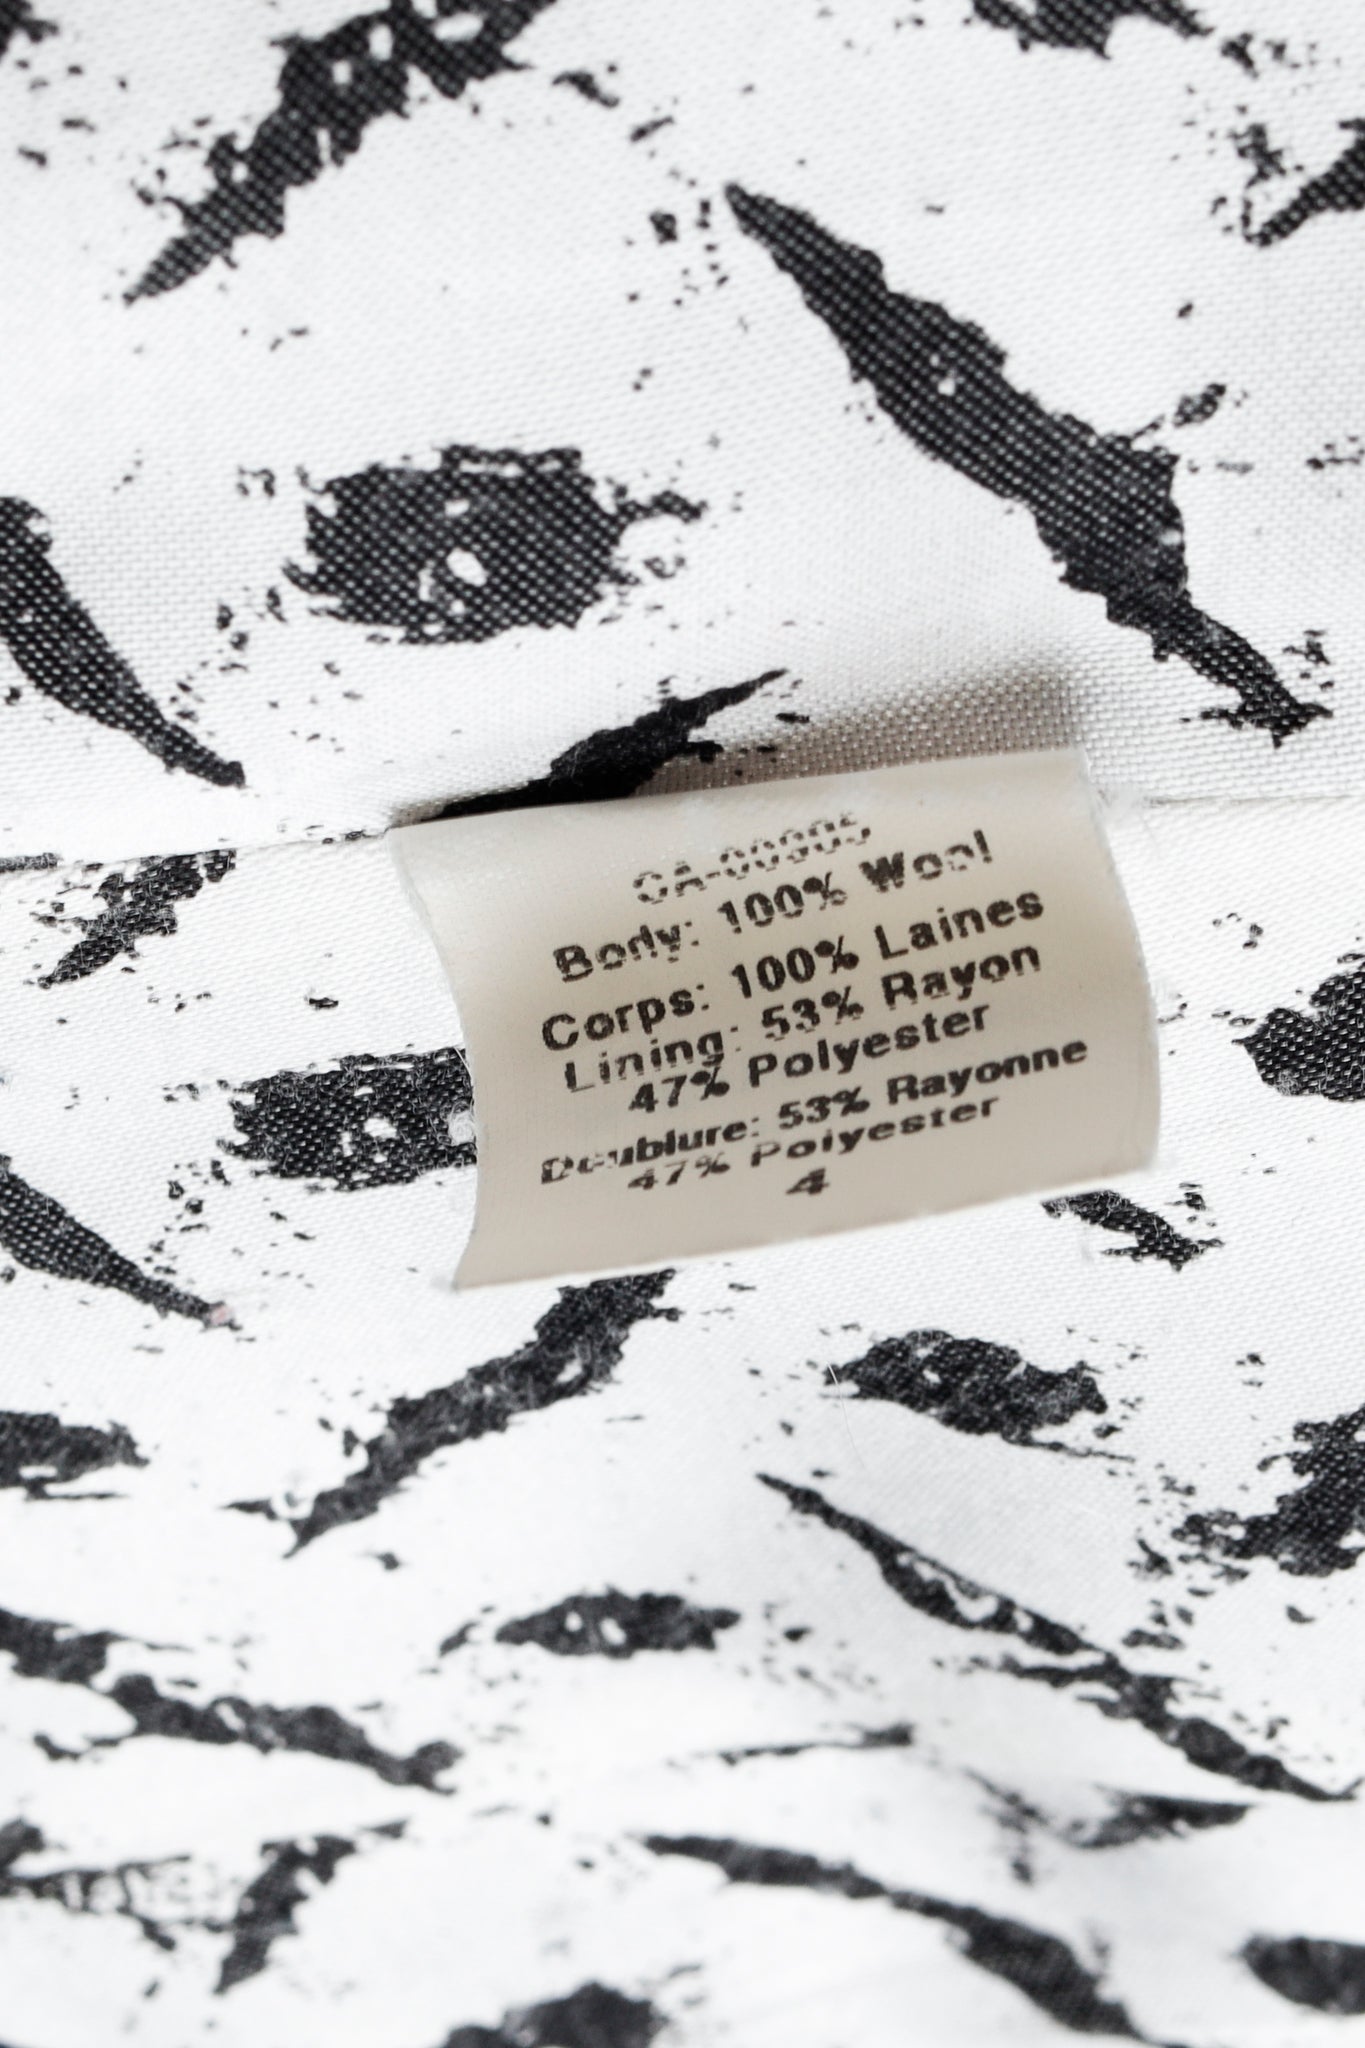 Body: 100% Wool
Corps: 100% Laines
Lining: 53% Rayon
47% Polyester
Doublure: 53% Rayonne
47% Polyester
4